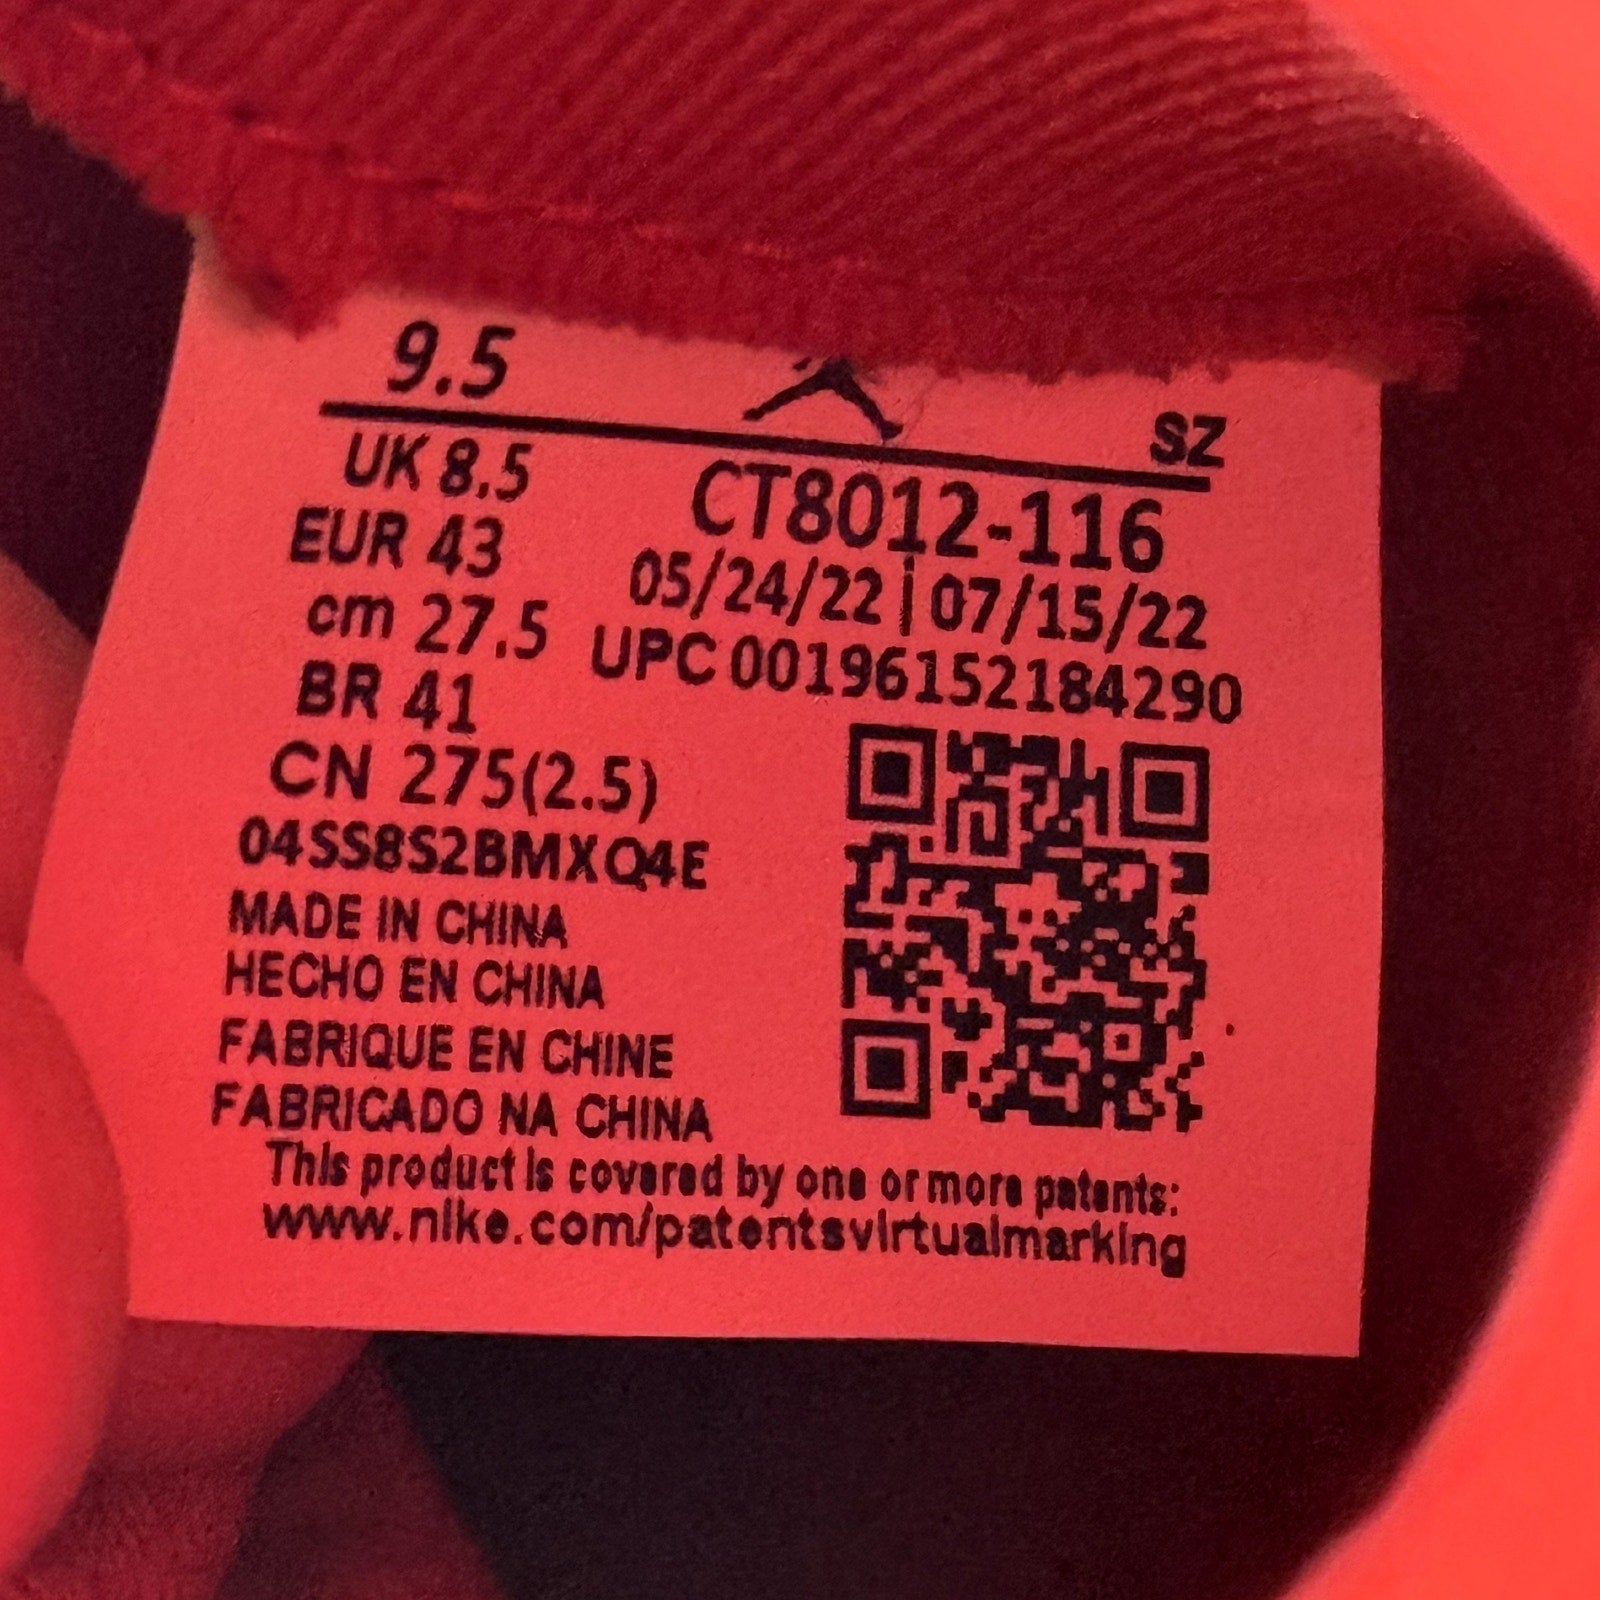 9.5
SZ
UK 8.5
CT8012-116
EUR 43
05/24/22 | 07/15/22
cm 27.5
UPC 00196152184290
BR 41
CN 275(2.5)
04SS8S2BMXQ4E
MADE IN CHINA
HECHO EN CHINA
FABRIQUE EN CHINE
FABRICADO NA CHINA
This product is covered by one or more patents:
www.nike.com/patentsvirtualmarking